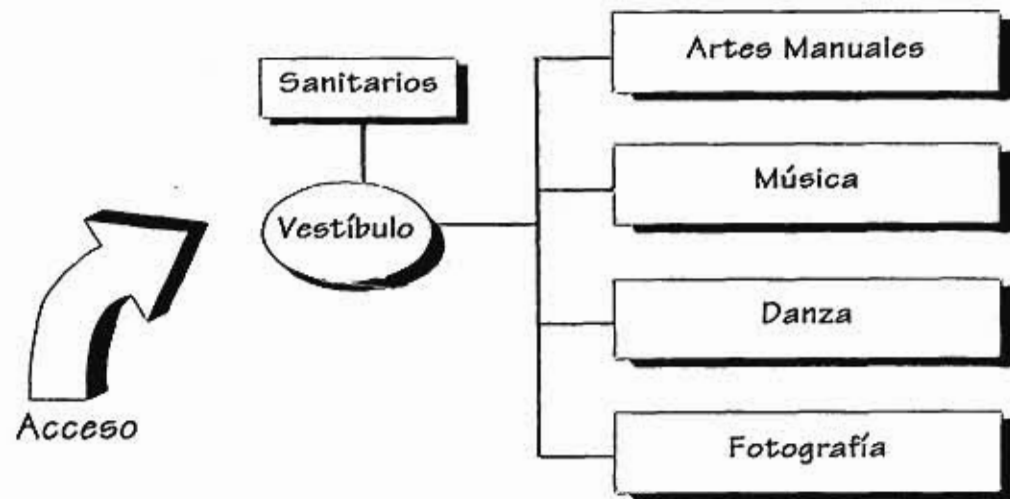 Artes Manuales
Sanitarios
Música
Vestíbulo
Danza
Acceso
Fotografía